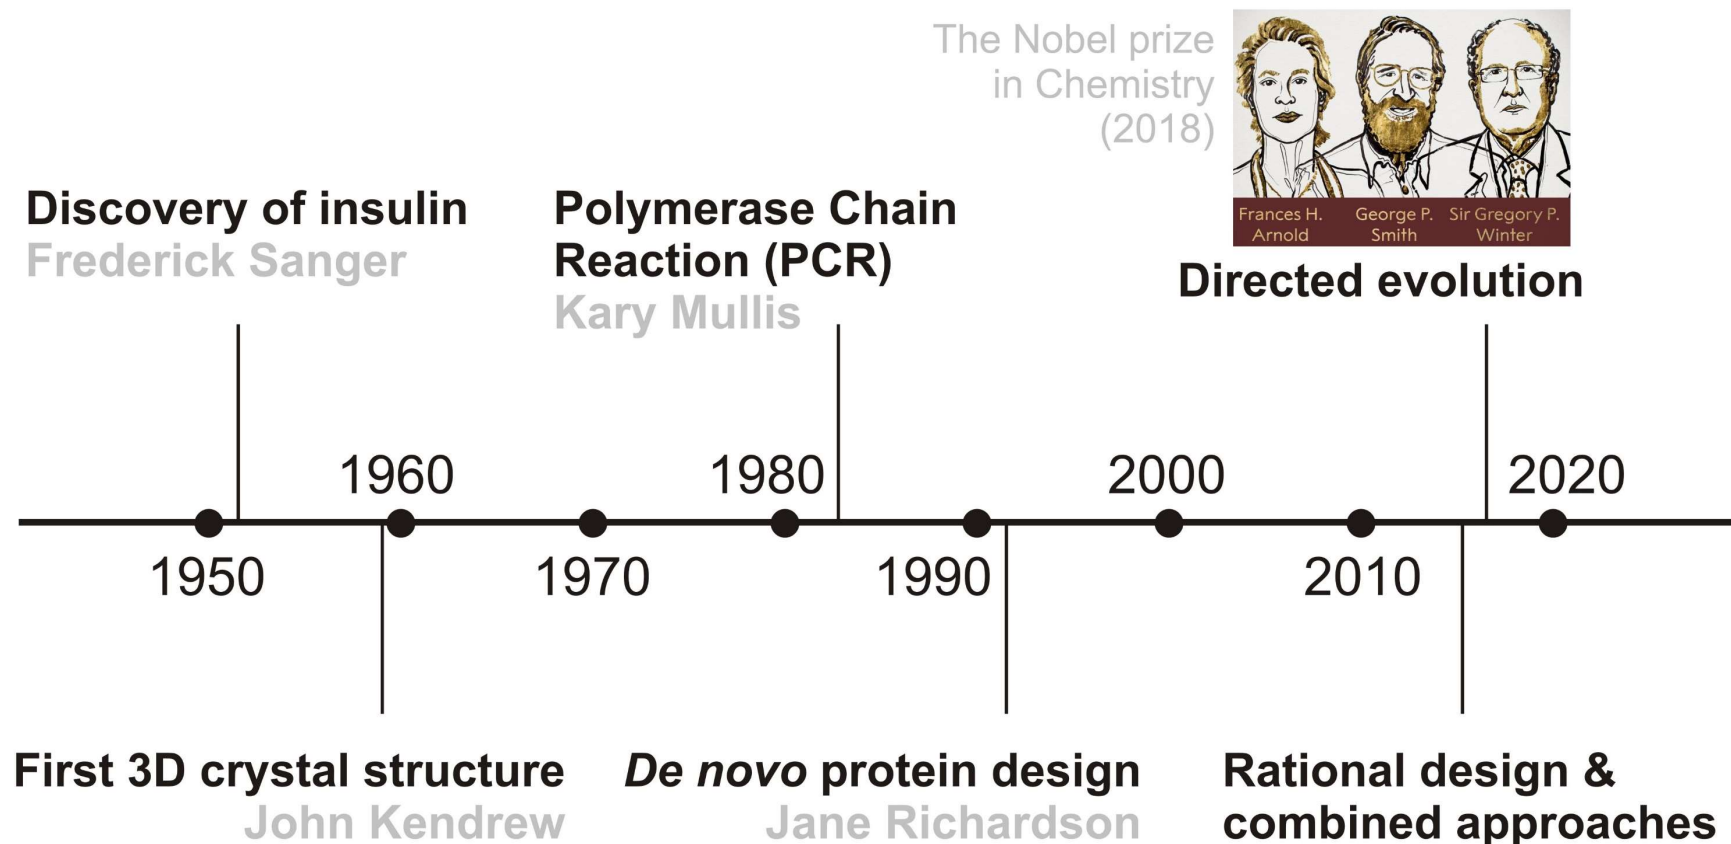 The Nobel prize
in Chemistry
(2018)
Frances H.
Arnold
George P.
Smith
Sir Gregory P.
Winter
Discovery of insulin
Frederick Sanger
Polymerase Chain
Reaction (PCR)
Kary Mullis
Directed evolution
1960
1980
2000
2020
1950
1970
1990
2010
First 3D crystal structure
John Kendrew
De novo protein design
Jane Richardson
Rational design &
combined approaches